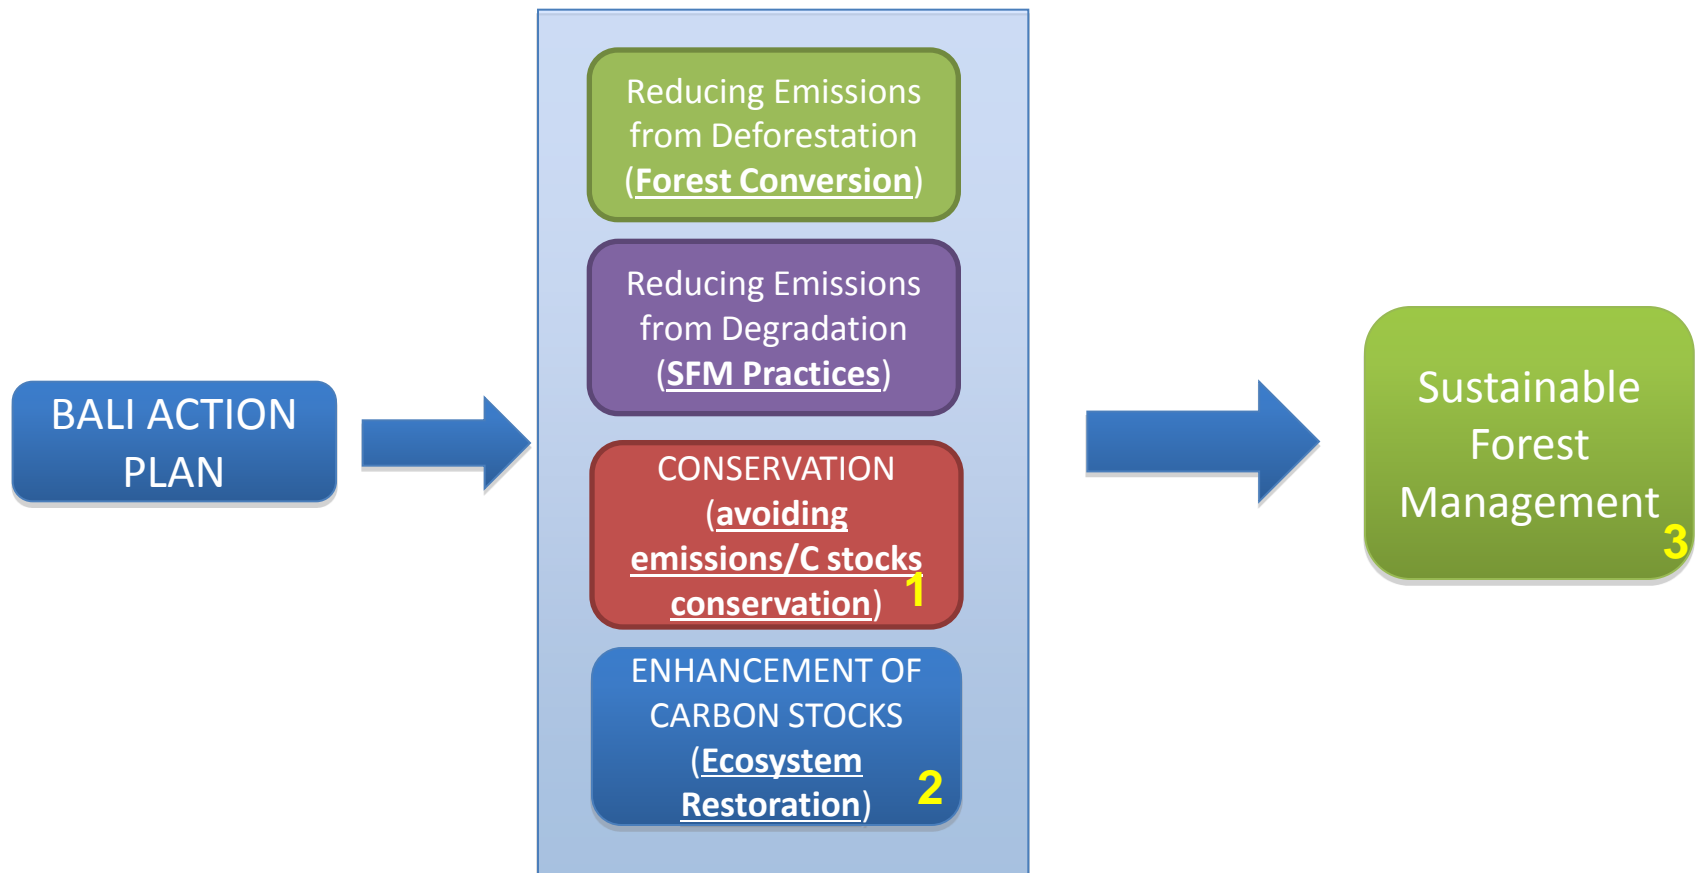 BALI ACTION
PLAN
Reducing Emissions
from Deforestation
(Forest Conversion)
Reducing Emissions
from Degradation
(SFM Practices)
CONSERVATION
(avoiding
emissions/C stocks
conservation)
1
ENHANCEMENT OF
CARBON STOCKS
(Ecosystem
Restoration)
2
Sustainable
Forest
Management
3